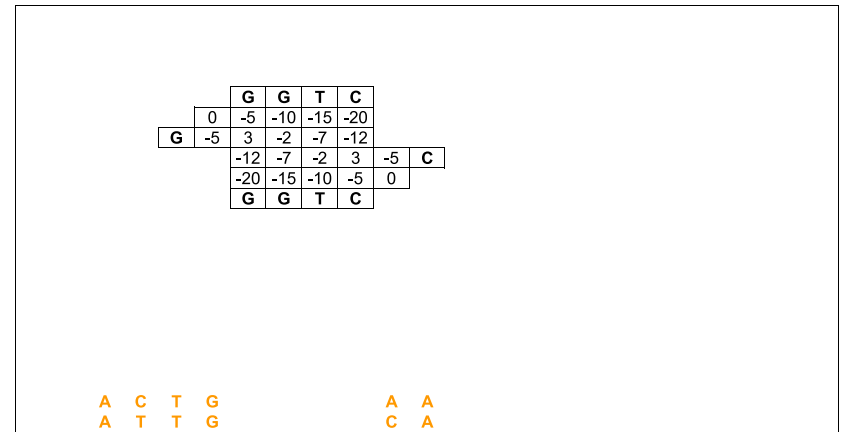 G G T C
0 -5 -10 -15 -20
G -5 3 -2 -7 -12
-12 -7 -2 3 -5 C
-20 -15 -10 -5 0
G G T C
A C T G A A
A T T G C A